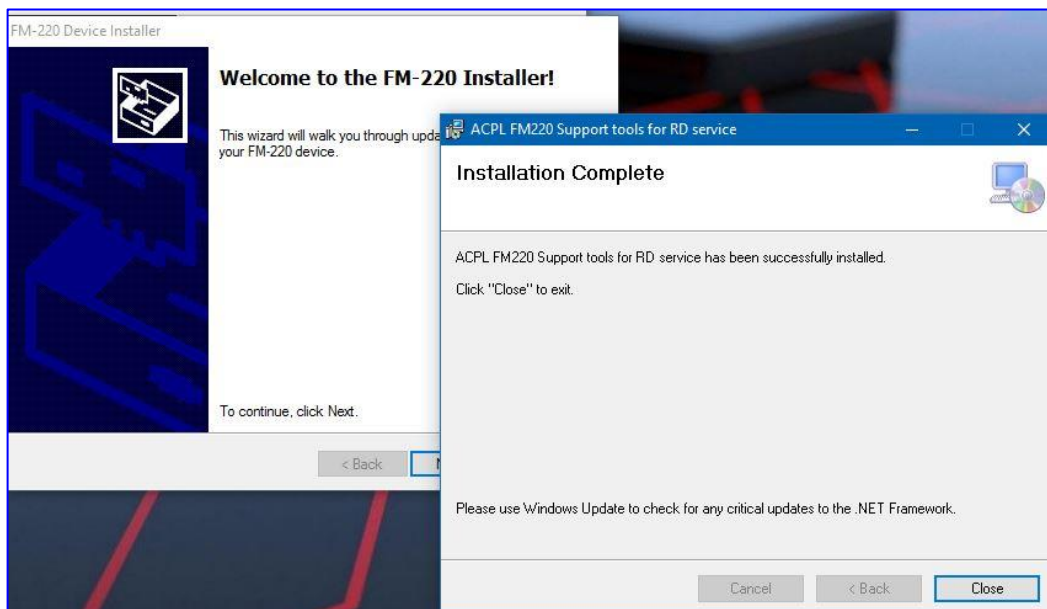 FM-220 Device Installer
Welcome to the FM-220 Installer!
This wizard will walk you through
your FM-220 device.
To continue, click Next.
< Back
ACPL FM220 Support tools for RD service
Installation Complete
ACPL FM220 Support tools for RD service has been successfully installed.
Click "Close" to exit.
Please use Windows Update to check for any critical updates to the .NET Framework.
Cancel
< Back
Close